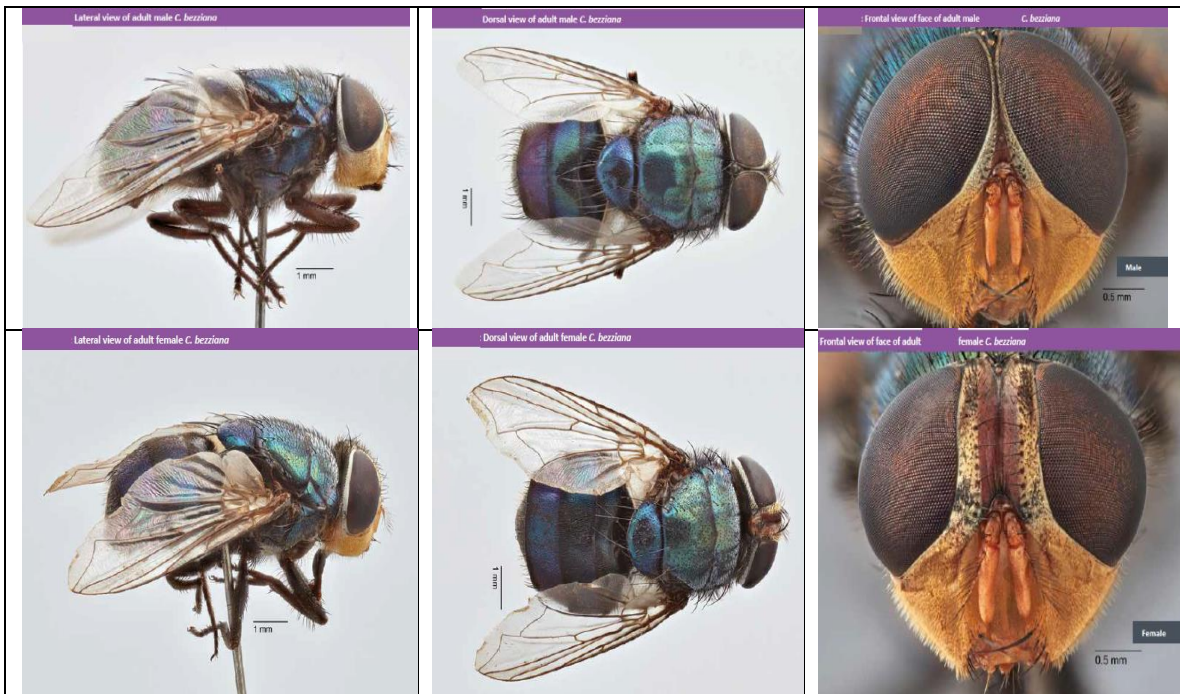 Lateral view of adult male C. bezziana
Dorsal view of adult male C. bezziana
: Frontal view of face of adult male C. bezziana
1 mm
1 mm
Male
0.5 mm
Lateral view of adult female C. bezziana
: Dorsal view of adult female C. bezziana
Frontal view of face of adult female C. bezziana
1 mm
1 mm
Female
0.5 mm